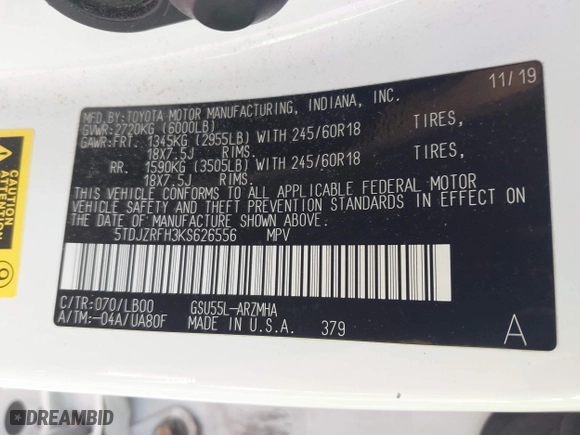 11/19
MFD. BY: TOYOTA MOTOR MANUFACTURING, INDIANA, INC.
GVWR: 2720KG (6000LB)
GAWR: FRT. 1345KG (2955LB) WITH 245/60R18 TIRES,
18X7.5J RIMS.
RR. 1590KG (3505LB) WITH 245/60R18 TIRES,
18X7.5J RIMS.
THIS VEHICLE CONFORMS TO ALL APPLICABLE FEDERAL MOTOR
VEHICLE SAFETY AND THEFT PREVENTION STANDARDS IN EFFECT ON
THE DATE OF MANUFACTURE SHOWN ABOVE.
5TDJZRFH3KS626556 MPV
C/TR: 070/LB00 GSU55L-ARZMHA
A/TM: -04A/UA80F MADE IN U.S.A. 379
A
CAUTION
ATTENTION
DREAMBID